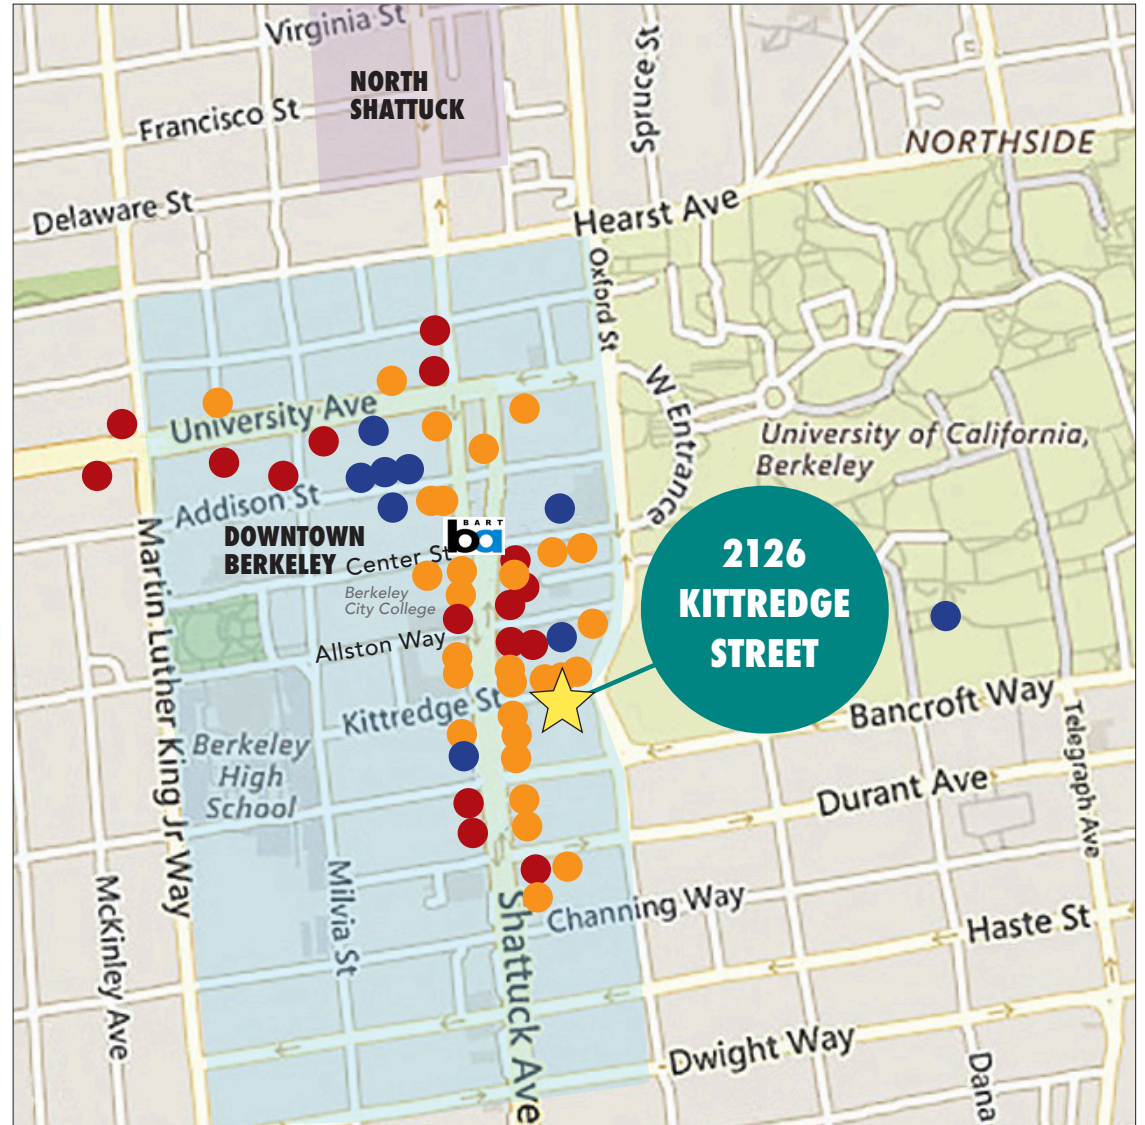 Virginia St
NORTH
SHATTUCK
Francisco St
Spruce St
NORTHSIDE
Delaware St
Hearst Ave
Oxford St
W Entrance
University Ave
University of California,
Berkeley
Addison St
DOWNTOWN
BERKELEY
BART
ba
Center St
Berkeley
City College
Allston Way
2126
KITTREDGE
STREET
Martin Luther King Jr Way
Kittredge St
Bancroft Way
Berkeley
High
School
Telegraph Ave
Durant Ave
McKinley Ave
Milvia St
Shattuck Ave
Channing Way
Haste St
Dwight Way
Dana